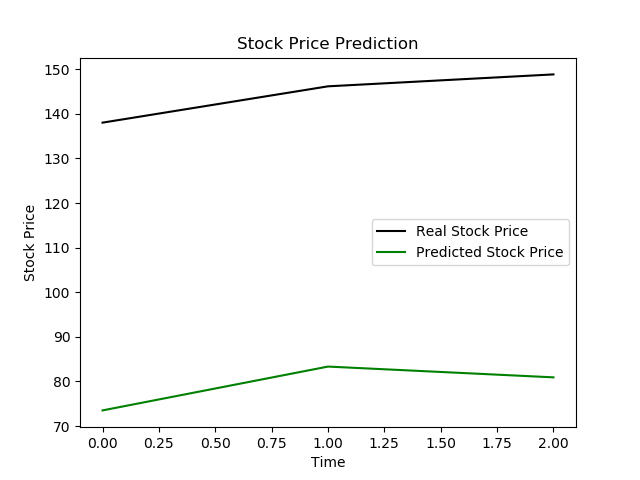 Stock Price Prediction
150
140
130
120
110
100
90
80
70
Stock Price
Real Stock Price
Predicted Stock Price
0.00 0.25 0.50 0.75 1.00 1.25 1.50 1.75 2.00
Time